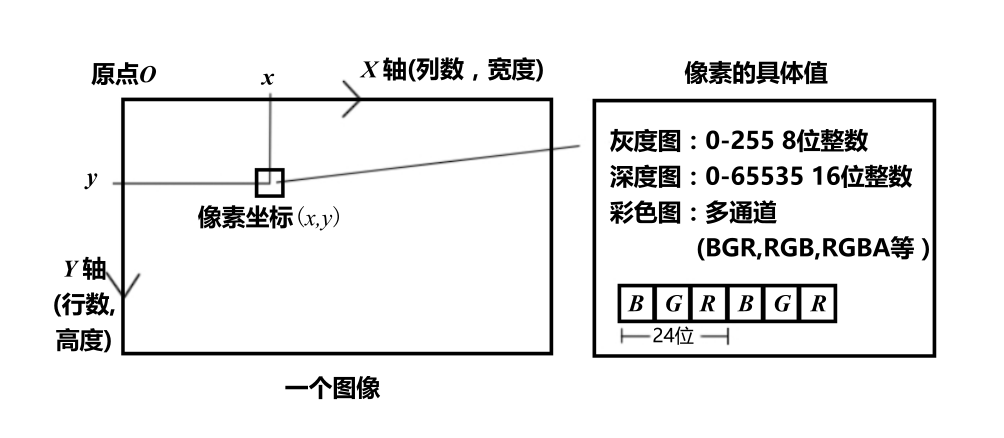 原点O
x
X 轴(列数，宽度)
y
像素坐标(x,y)
Y 轴
(行数,
高度)
一个图像
像素的具体值
灰度图：0-255 8位整数
深度图：0-65535 16位整数
彩色图：多通道
(BGR,RGB,RGBA等 )
B G R B G R
24位